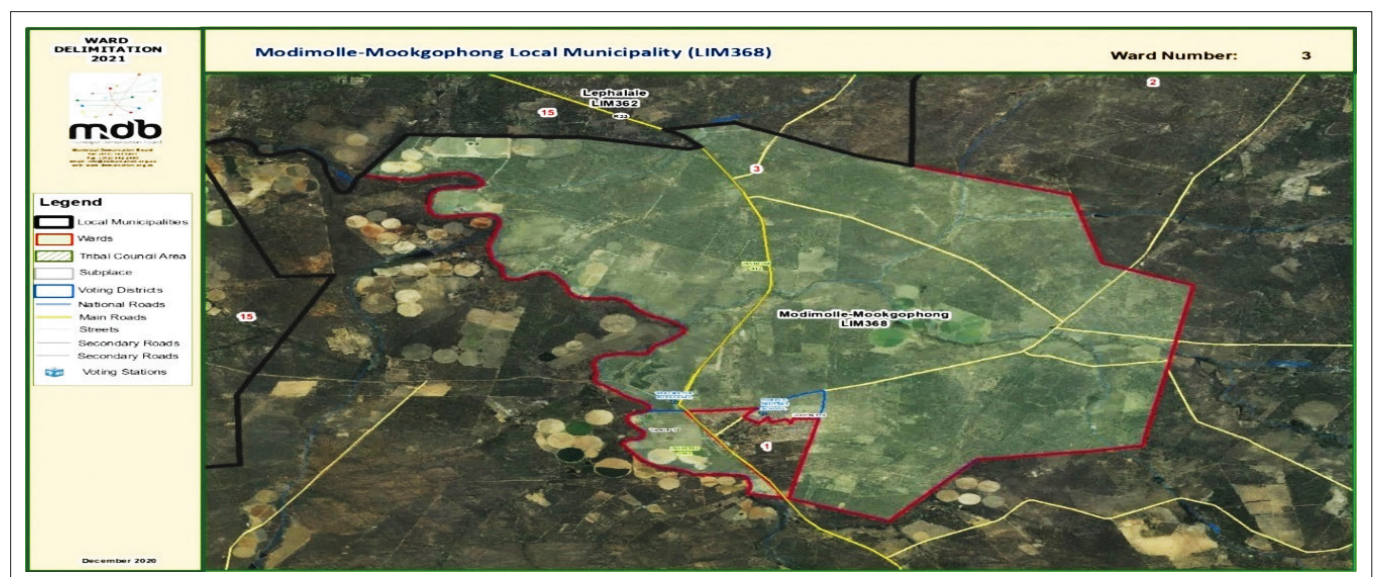 WARD
DELIMITATION
2021
mdb
Modimolle-Mookgophong Local Municipality (LIM368)
Ward Number: 3
Legend
Local Municipalities
Wards
Tribal Council Area
Subplace
Voting Districts
National Roads
Main Roads
Streets
Secondary Roads
Secondary Roads
Voting Stations
December 2020
2
Lephalale
LIM362
15
3
15
Modimolle-Mookgophong
LIM368
1